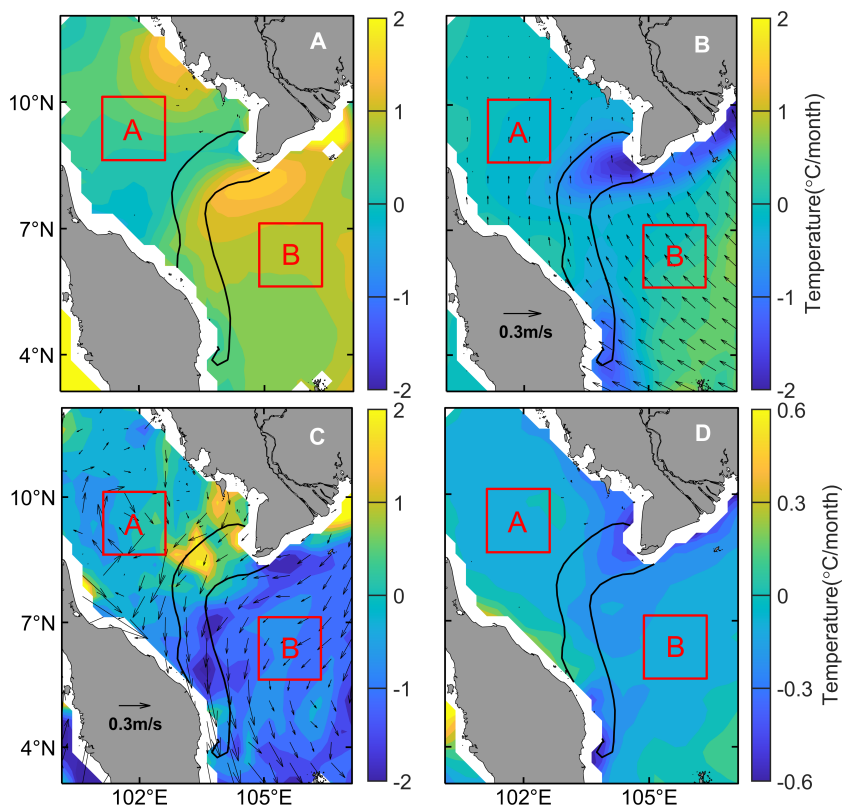 A
B
2
1
0
-1
-2
10°N
7°N
4°N
A
B
2
1
0
-1
-2
Temperature(°C/month)
A
B
0.3m/s
C
D
2
1
0
-1
-2
10°N
7°N
4°N
102°E
105°E
A
B
0.3m/s
0.6
0.3
0
-0.3
-0.6
Temperature(°C/month)
102°E
105°E
A
B